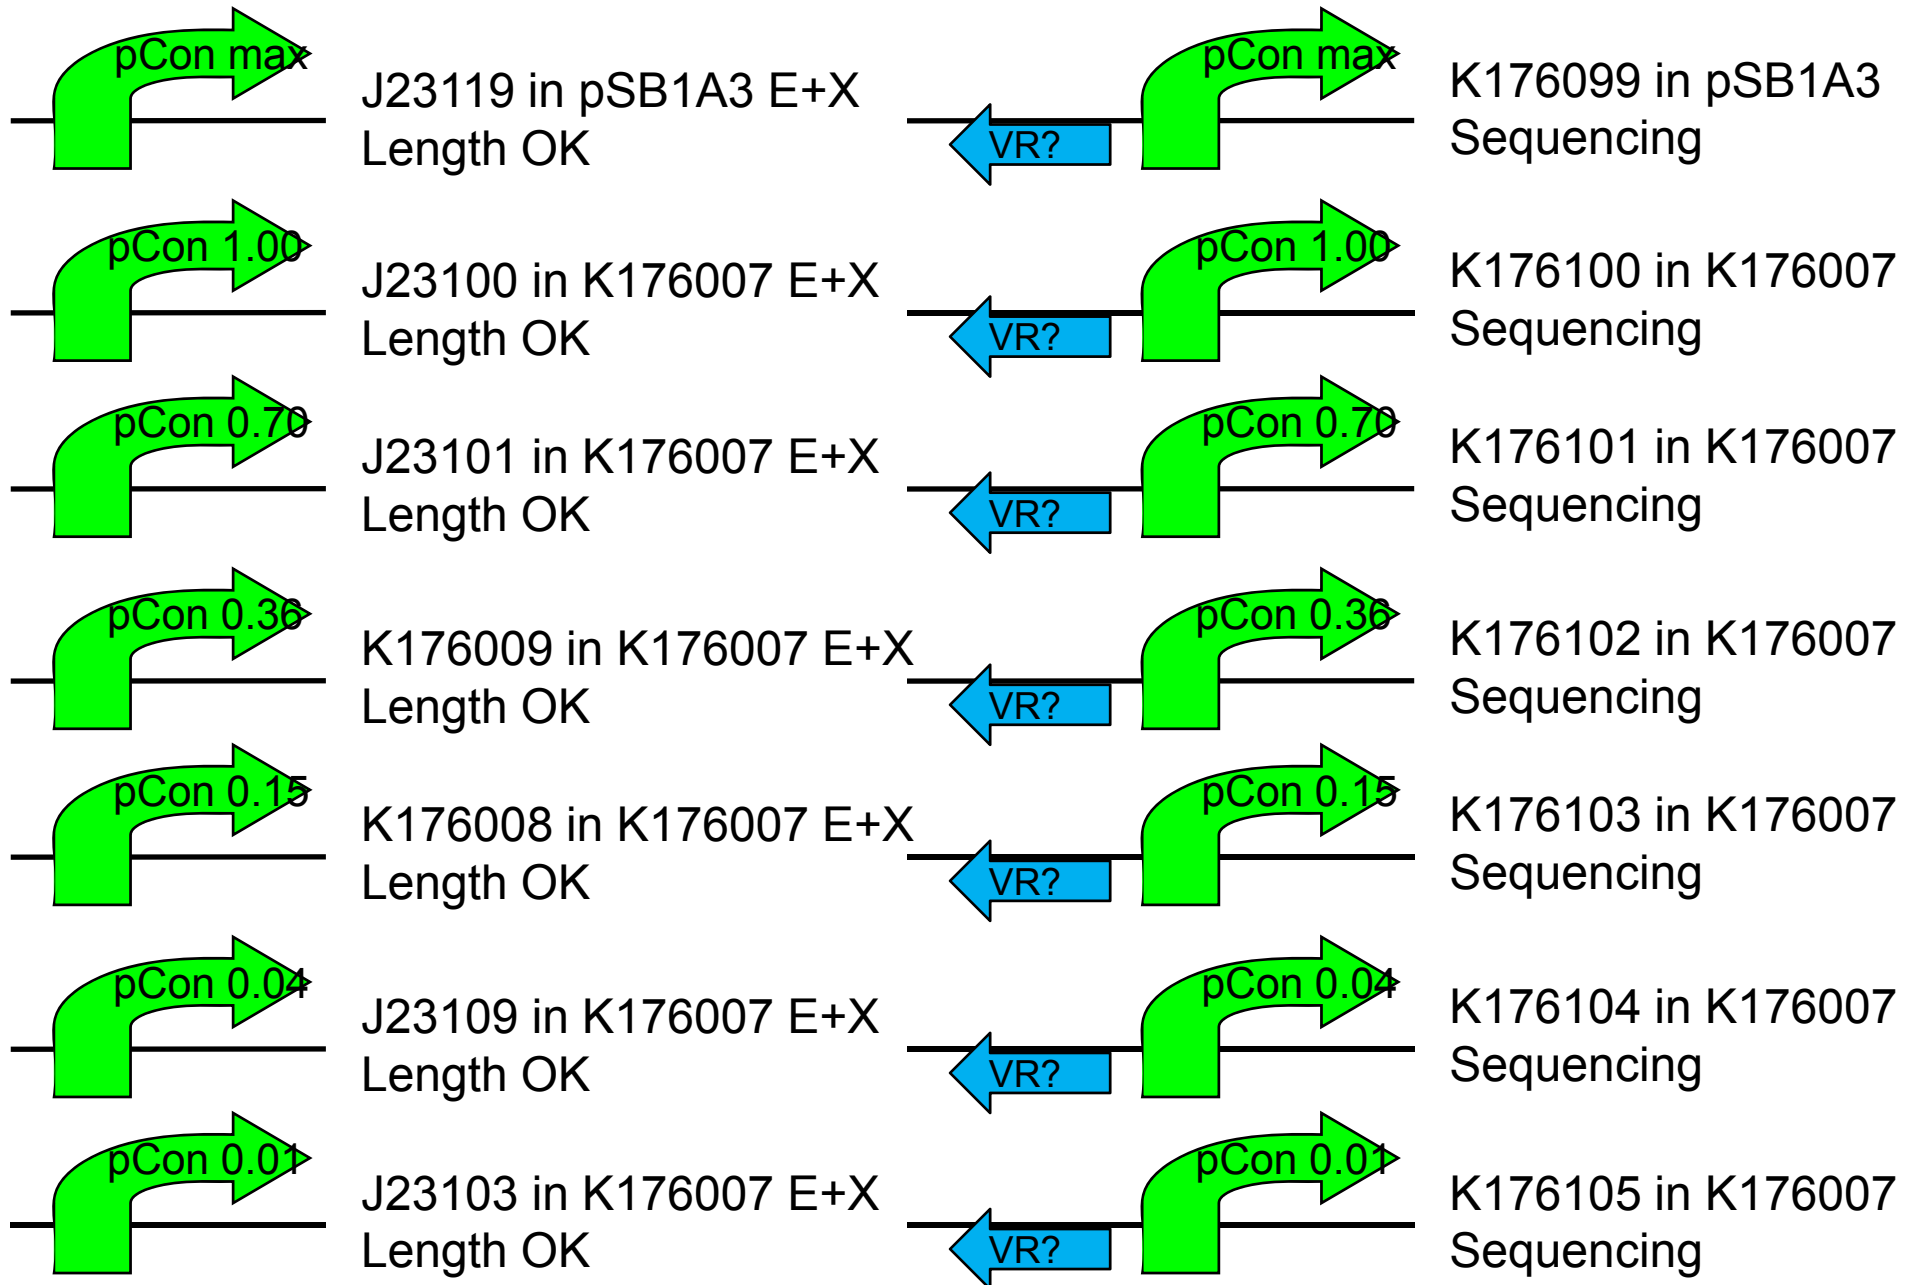 pCon max
J23119 in pSB1A3 E+X
Length OK
VR?
pCon max
K176099 in pSB1A3
Sequencing
pCon 1.00
J23100 in K176007 E+X
Length OK
VR?
pCon 1.00
K176100 in K176007
Sequencing
pCon 0.70
J23101 in K176007 E+X
Length OK
VR?
pCon 0.70
K176101 in K176007
Sequencing
pCon 0.36
K176009 in K176007 E+X
Length OK
VR?
pCon 0.36
K176102 in K176007
Sequencing
pCon 0.15
K176008 in K176007 E+X
Length OK
VR?
pCon 0.15
K176103 in K176007
Sequencing
pCon 0.04
J23109 in K176007 E+X
Length OK
VR?
pCon 0.04
K176104 in K176007
Sequencing
pCon 0.01
J23103 in K176007 E+X
Length OK
VR?
pCon 0.01
K176105 in K176007
Sequencing